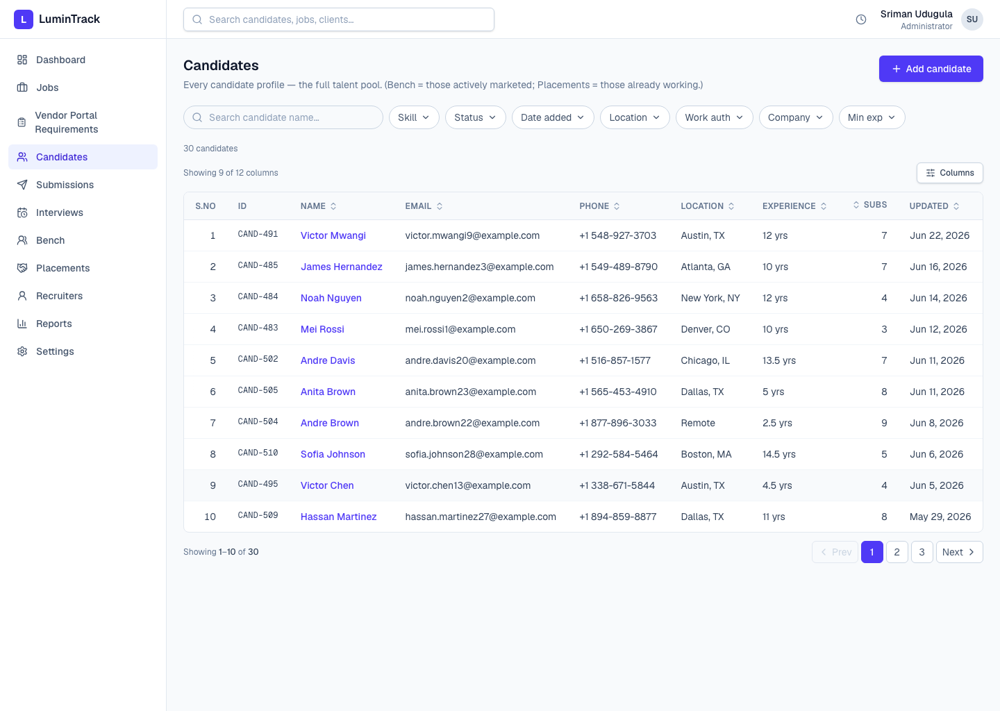 L LuminTrack
Search candidates, jobs, clients...
Sriman Udugula
Administrator
SU
Dashboard
Jobs
Vendor Portal
Requirements
Candidates
Submissions
Interviews
Bench
Placements
Recruiters
Reports
Settings
Candidates
Every candidate profile — the full talent pool. (Bench = those actively marketed; Placements = those already working.)
+ Add candidate
Search candidate name... Skill Status Date added Location Work auth Company Min exp
30 candidates
Showing 9 of 12 columns
Columns
S.NO ID NAME EMAIL PHONE LOCATION EXPERIENCE SUBS UPDATED
1 CAND-491 Victor Mwangi victor.mwangi9@example.com +1 548-927-3703 Austin, TX 12 yrs 7 Jun 22, 2026
2 CAND-485 James Hernandez james.hernandez3@example.com +1 549-489-8790 Atlanta, GA 10 yrs 7 Jun 16, 2026
3 CAND-484 Noah Nguyen noah.nguyen2@example.com +1 658-826-9563 New York, NY 12 yrs 4 Jun 14, 2026
4 CAND-483 Mei Rossi mei.rossi1@example.com +1 650-269-3867 Denver, CO 10 yrs 3 Jun 12, 2026
5 CAND-502 Andre Davis andre.davis20@example.com +1 516-857-1577 Chicago, IL 13.5 yrs 7 Jun 11, 2026
6 CAND-505 Anita Brown anita.brown23@example.com +1 565-453-4910 Dallas, TX 5 yrs 8 Jun 11, 2026
7 CAND-504 Andre Brown andre.brown22@example.com +1 877-896-3033 Remote 2.5 yrs 9 Jun 8, 2026
8 CAND-510 Sofia Johnson sofia.johnson28@example.com +1 292-584-5464 Boston, MA 14.5 yrs 5 Jun 6, 2026
9 CAND-495 Victor Chen victor.chen13@example.com +1 338-671-5844 Austin, TX 4.5 yrs 4 Jun 5, 2026
10 CAND-509 Hassan Martinez hassan.martinez27@example.com +1 894-859-8877 Dallas, TX 11 yrs 8 May 29, 2026
Showing 1–10 of 30
Prev 1 2 3 Next